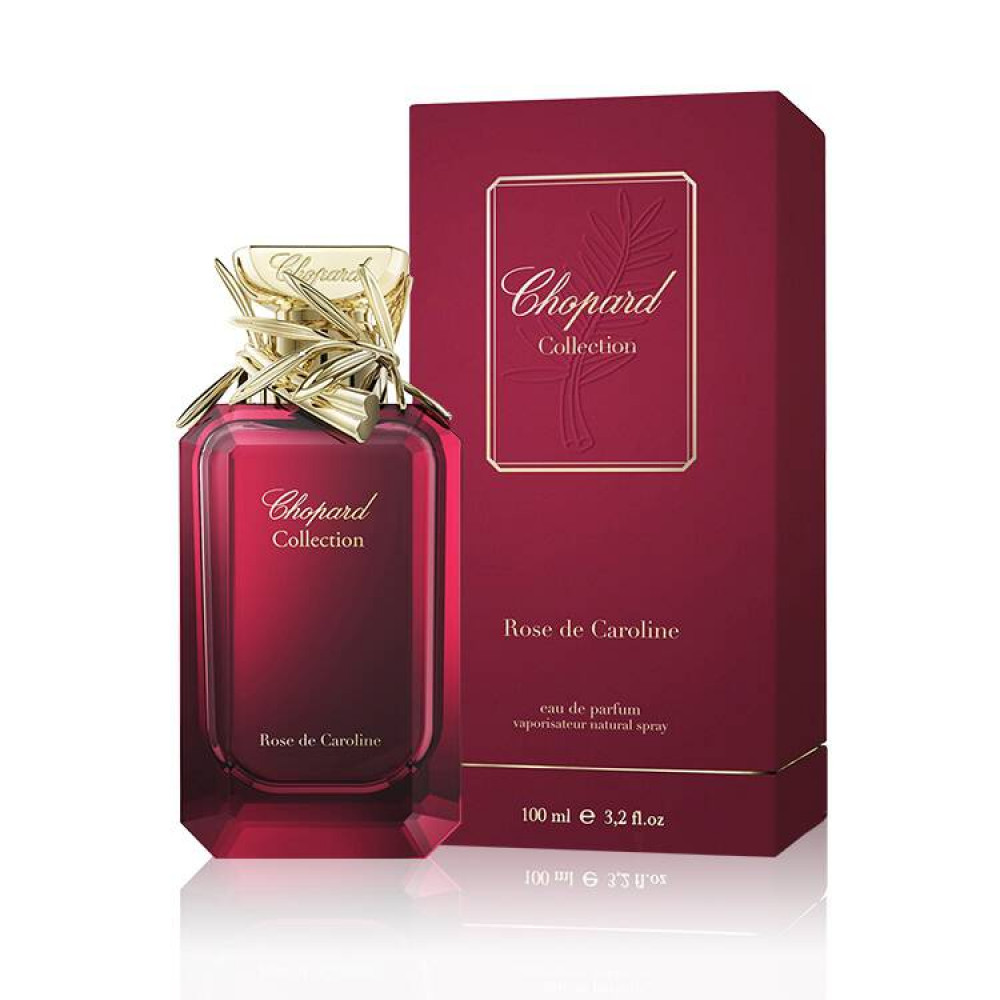 Chopard
Chopard
Collection
Rose de Caroline
Chopard
Collection
Rose de Caroline
eau de parfum
vaporisateur natural spray
100 ml ℮ 3,2 fl.oz